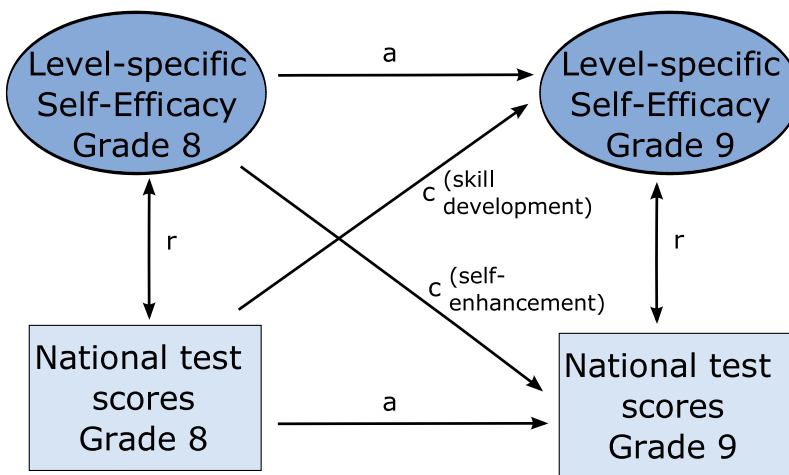 Level-specific
Self-Efficacy
Grade 8
a
Level-specific
Self-Efficacy
Grade 9
r
c (skill
development)
r
c (self-
enhancement)
National test
scores
Grade 8
a
National test
scores
Grade 9